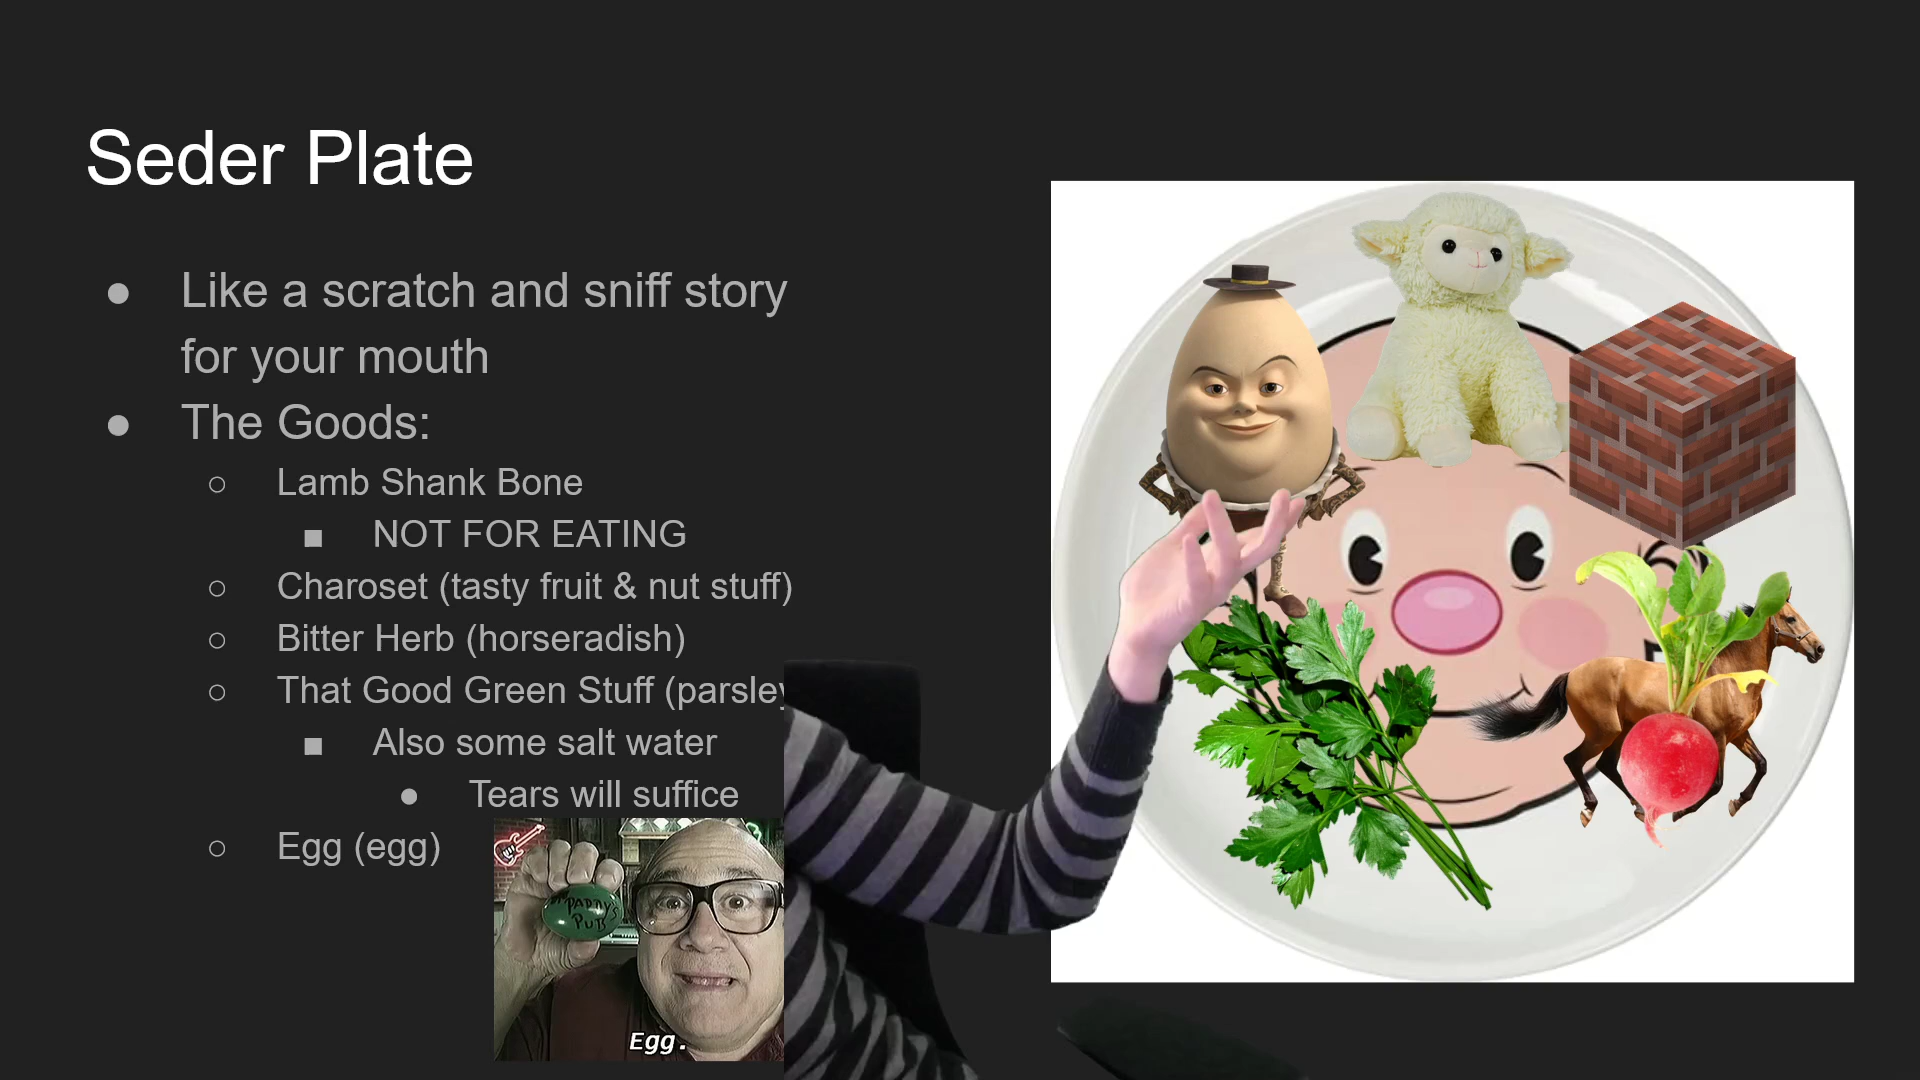 Seder Plate
● Like a scratch and sniff story
for your mouth
● The Goods:
○ Lamb Shank Bone
■ NOT FOR EATING
○ Charoset (tasty fruit & nut stuff)
○ Bitter Herb (horseradish)
○ That Good Green Stuff (parsley
■ Also some salt water
● Tears will suffice
○ Egg (egg)
PADDY'S
Egg.